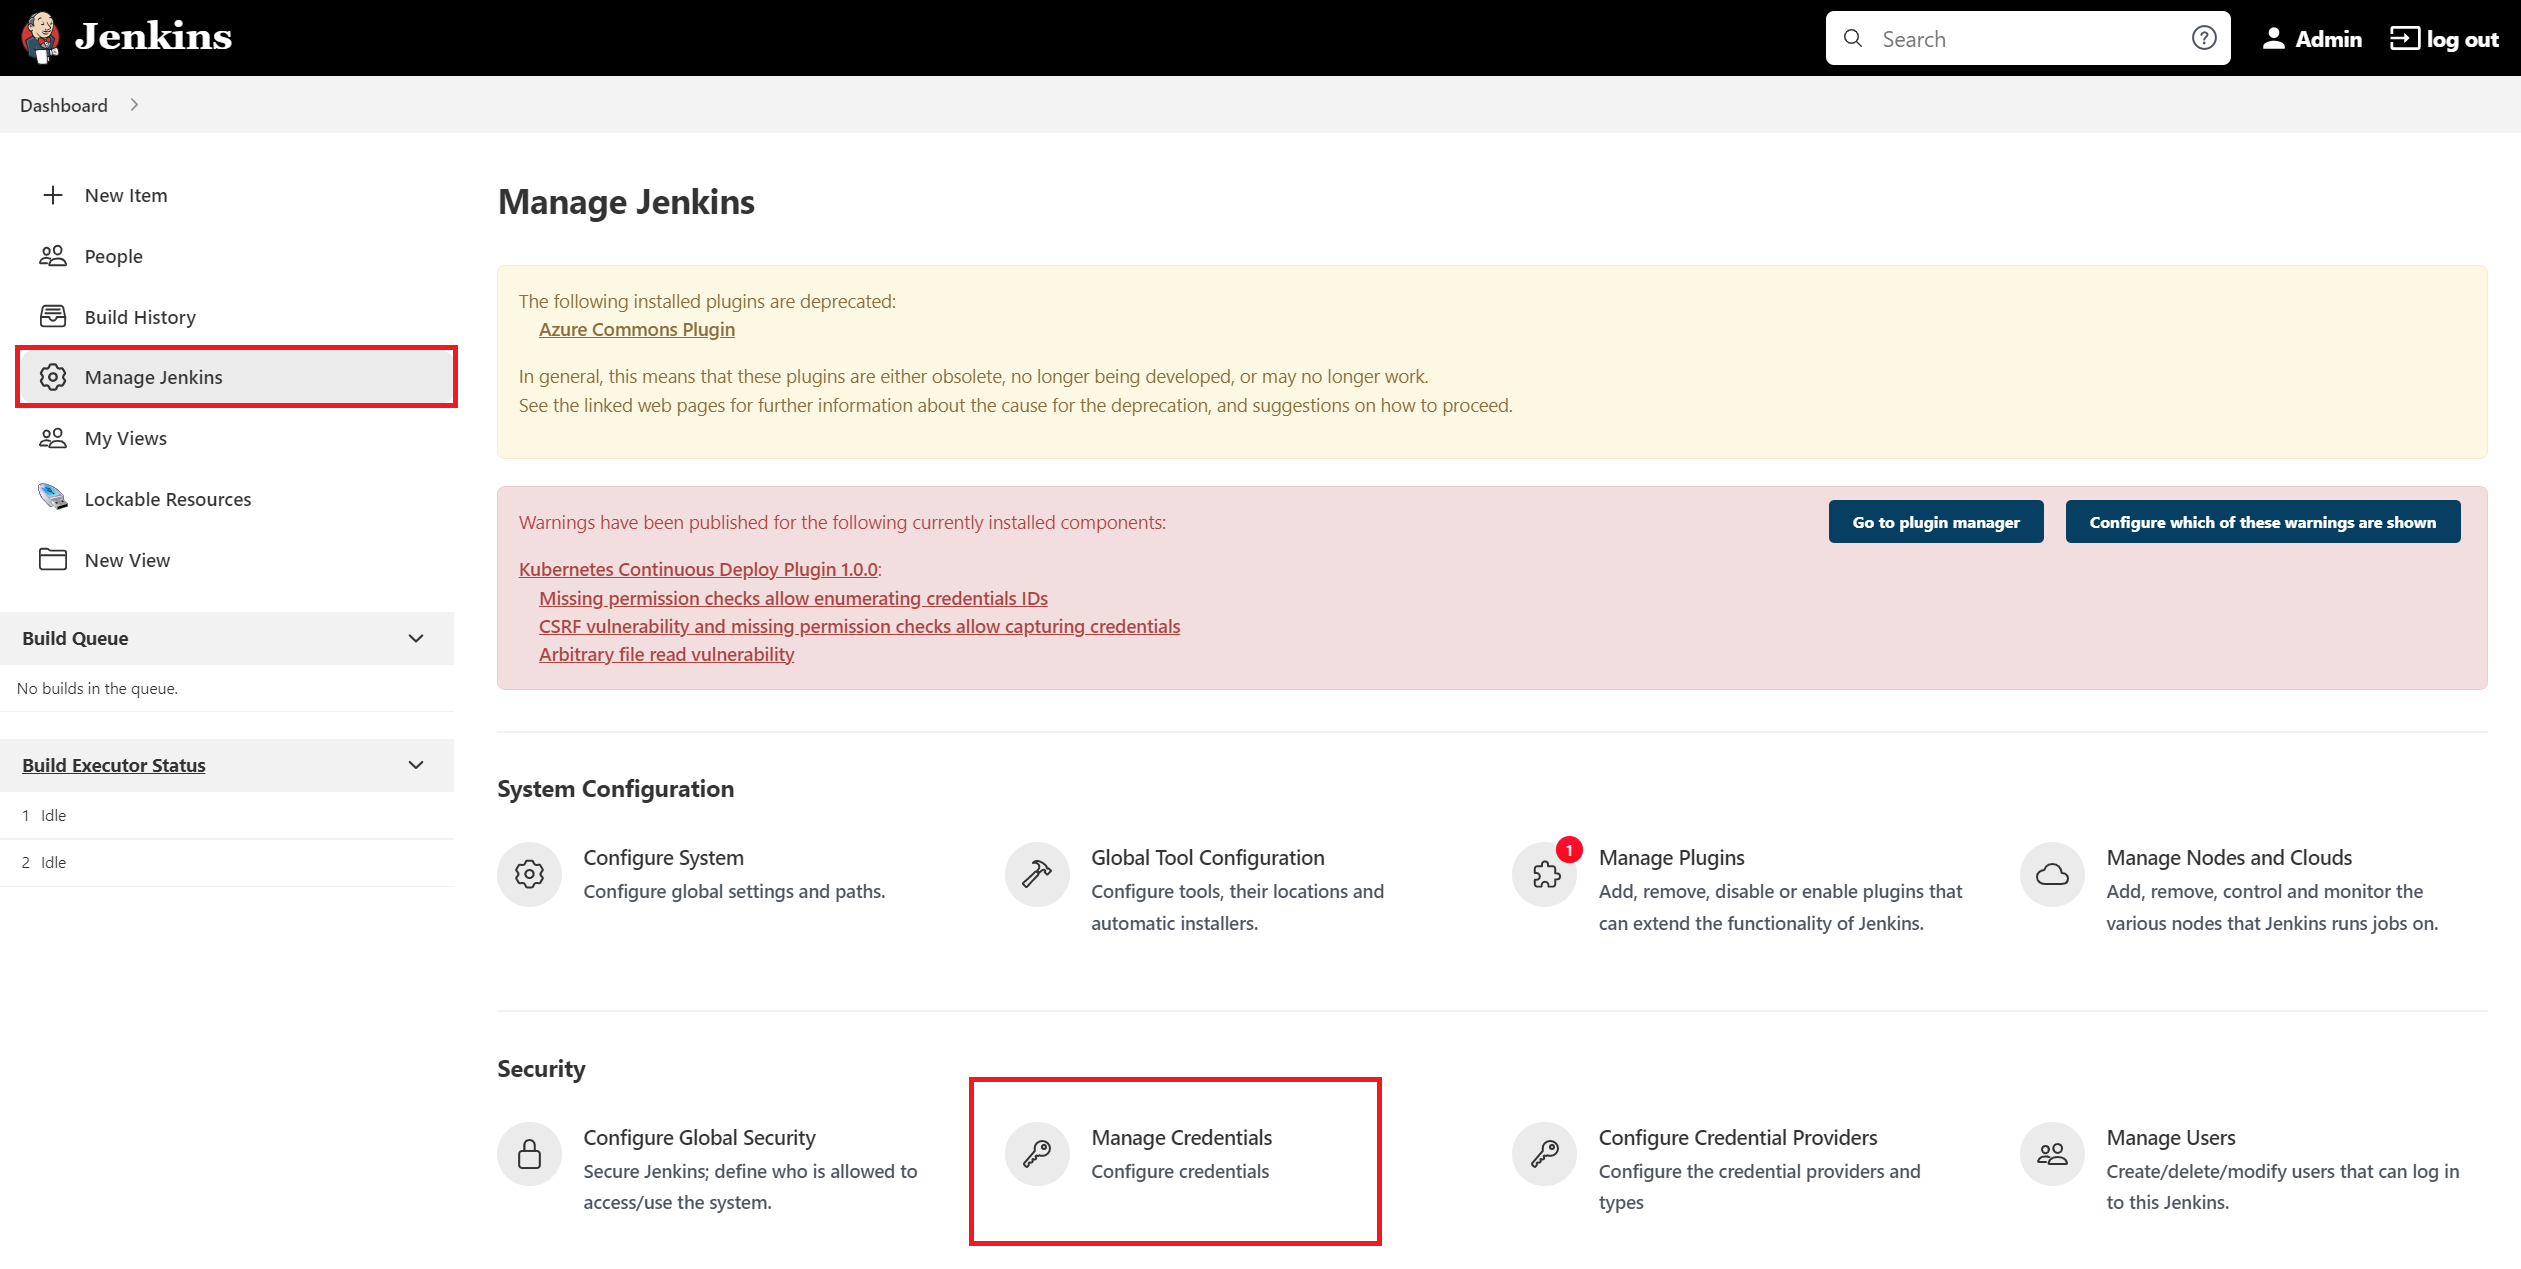 Jenkins
Search
Admin
log out
Dashboard
New Item
People
Build History
Manage Jenkins
My Views
Lockable Resources
New View
Build Queue
No builds in the queue.
Build Executor Status
1 Idle
2 Idle
Manage Jenkins
The following installed plugins are deprecated:
Azure Commons Plugin
In general, this means that these plugins are either obsolete, no longer being developed, or may no longer work.
See the linked web pages for further information about the cause for the deprecation, and suggestions on how to proceed.
Warnings have been published for the following currently installed components:
Go to plugin manager
Configure which of these warnings are shown
Kubernetes Continuous Deploy Plugin 1.0.0:
Missing permission checks allow enumerating credentials IDs
CSRF vulnerability and missing permission checks allow capturing credentials
Arbitrary file read vulnerability
System Configuration
Configure System
Configure global settings and paths.
Global Tool Configuration
Configure tools, their locations and
automatic installers.
1
Manage Plugins
Add, remove, disable or enable plugins that
can extend the functionality of Jenkins.
Manage Nodes and Clouds
Add, remove, control and monitor the
various nodes that Jenkins runs jobs on.
Security
Configure Global Security
Secure Jenkins; define who is allowed to
access/use the system.
Manage Credentials
Configure credentials
Configure Credential Providers
Configure the credential providers and
types
Manage Users
Create/delete/modify users that can log in
to this Jenkins.